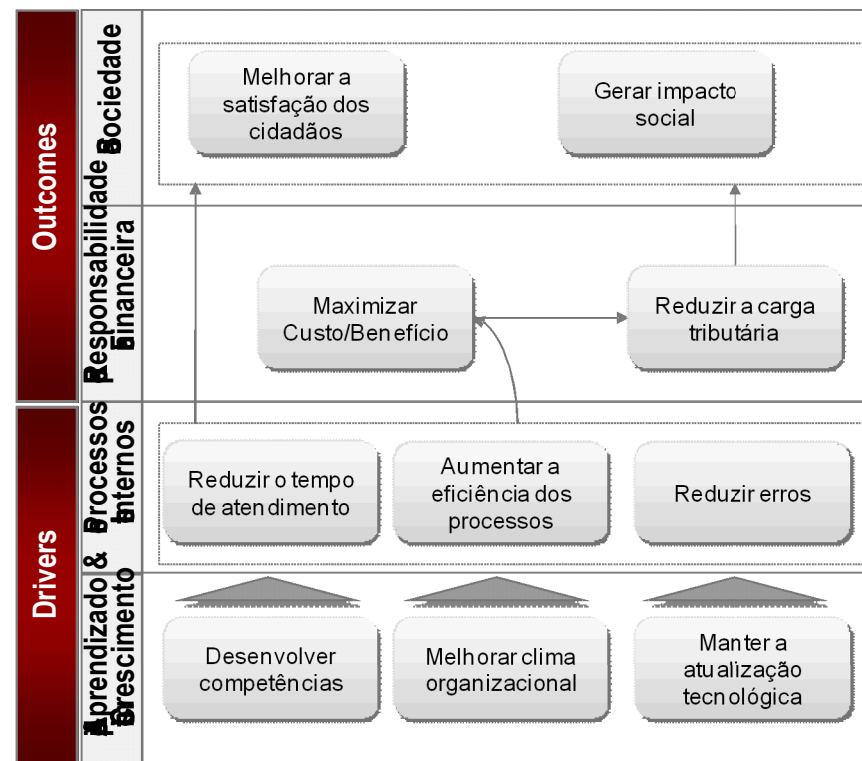 Outcomes
Sociedade
Melhorar a
satisfação dos
cidadãos
Gerar impacto
social
Responsabilidade
Financeira
Maximizar
Custo/Benefício
Reduzir a carga
tributária
Drivers
Processos
Internos
Reduzir o tempo
de atendimento
Aumentar a
eficiência dos
processos
Reduzir erros
Aprendizado &
Crescimento
Desenvolver
competências
Melhorar clima
organizacional
Manter a
atualização
tecnológica